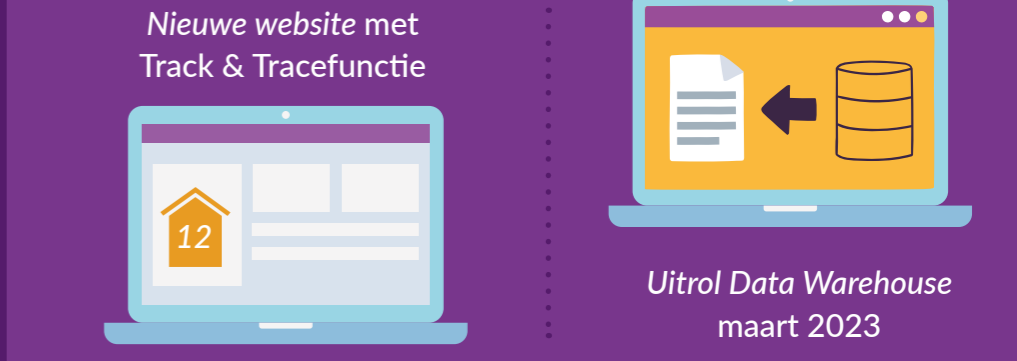 Nieuwe website met
Track & Tracefunctie
12
Uitrol Data Warehouse
maart 2023